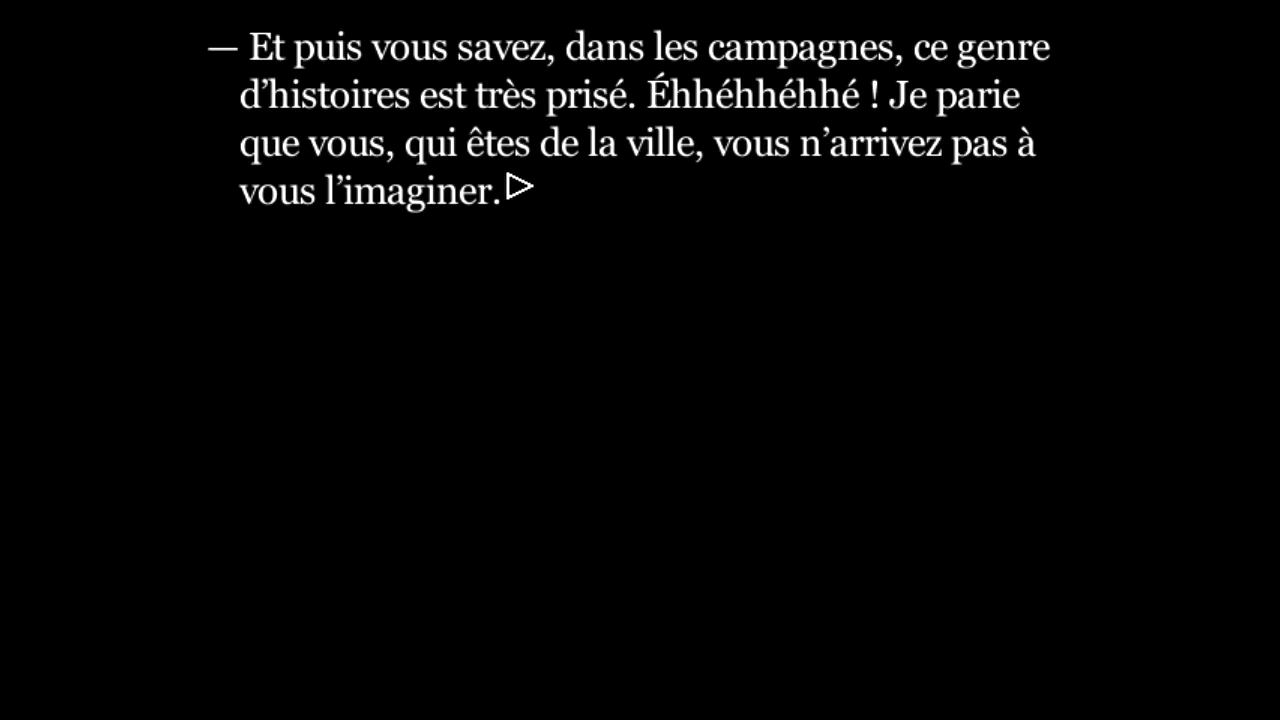 — Et puis vous savez, dans les campagnes, ce genre
d’histoires est très prisé. Éhhéhhéhhé ! Je parie
que vous, qui êtes de la ville, vous n’arrivez pas à
vous l’imaginer.